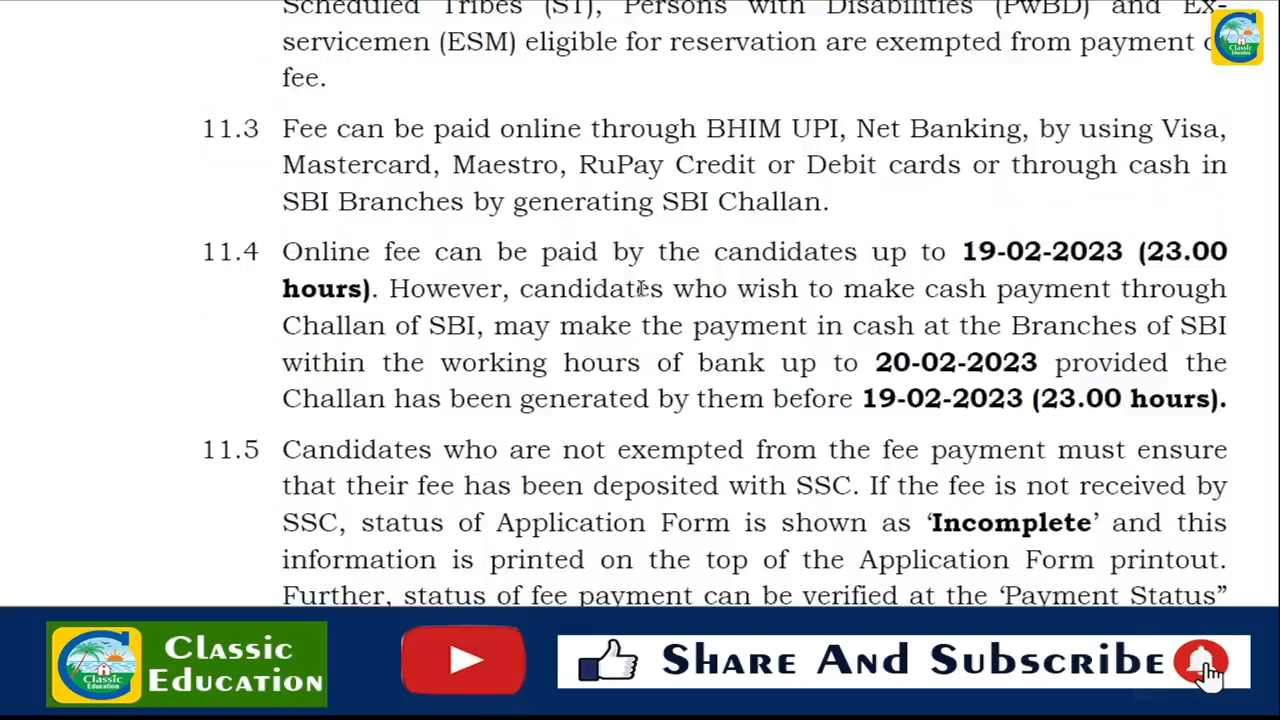 Scheduled Tribes (ST), Persons with Disabilities (PwBD) and Ex-
servicemen (ESM) eligible for reservation are exempted from payment
fee.
11.3 Fee can be paid online through BHIM UPI, Net Banking, by using Visa,
Mastercard, Maestro, RuPay Credit or Debit cards or through cash in
SBI Branches by generating SBI Challan.
11.4 Online fee can be paid by the candidates up to 19-02-2023 (23.00
hours). However, candidates who wish to make cash payment through
Challan of SBI, may make the payment in cash at the Branches of SBI
within the working hours of bank up to 20-02-2023 provided the
Challan has been generated by them before 19-02-2023 (23.00 hours).
11.5 Candidates who are not exempted from the fee payment must ensure
that their fee has been deposited with SSC. If the fee is not received by
SSC, status of Application Form is shown as ‘Incomplete’ and this
information is printed on the top of the Application Form printout.
Further, status of fee payment can be verified at the ‘Payment Status”
Classic
Education
Classic
Education
Classic
Education
Share And Subscribe